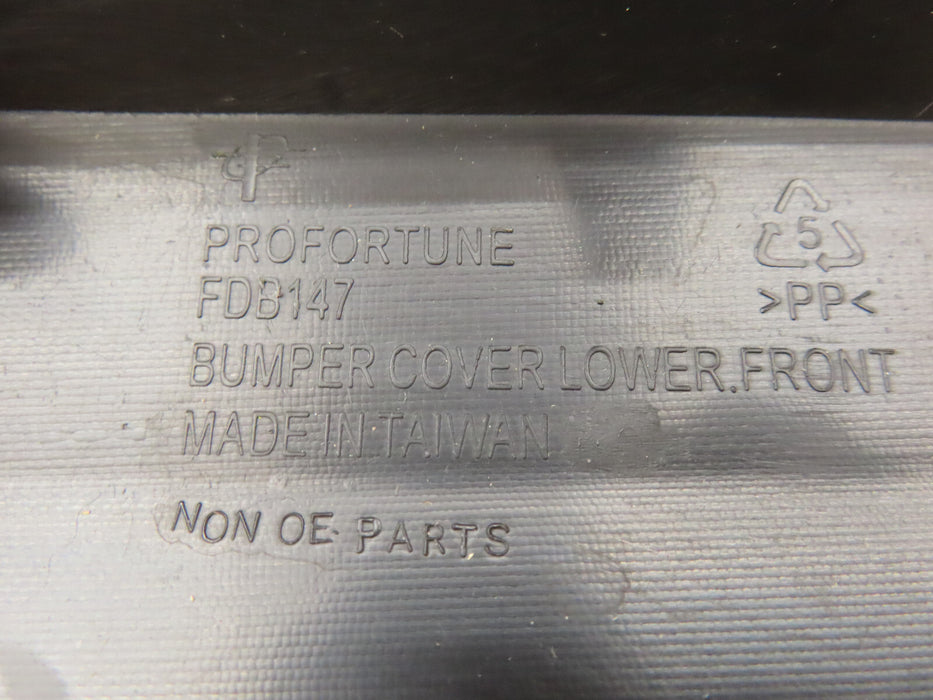 PROFORTUNE
FDB147
BUMPER COVER LOWER.FRONT
MADE IN TAIWAN
NON OE PARTS
5
>PP<